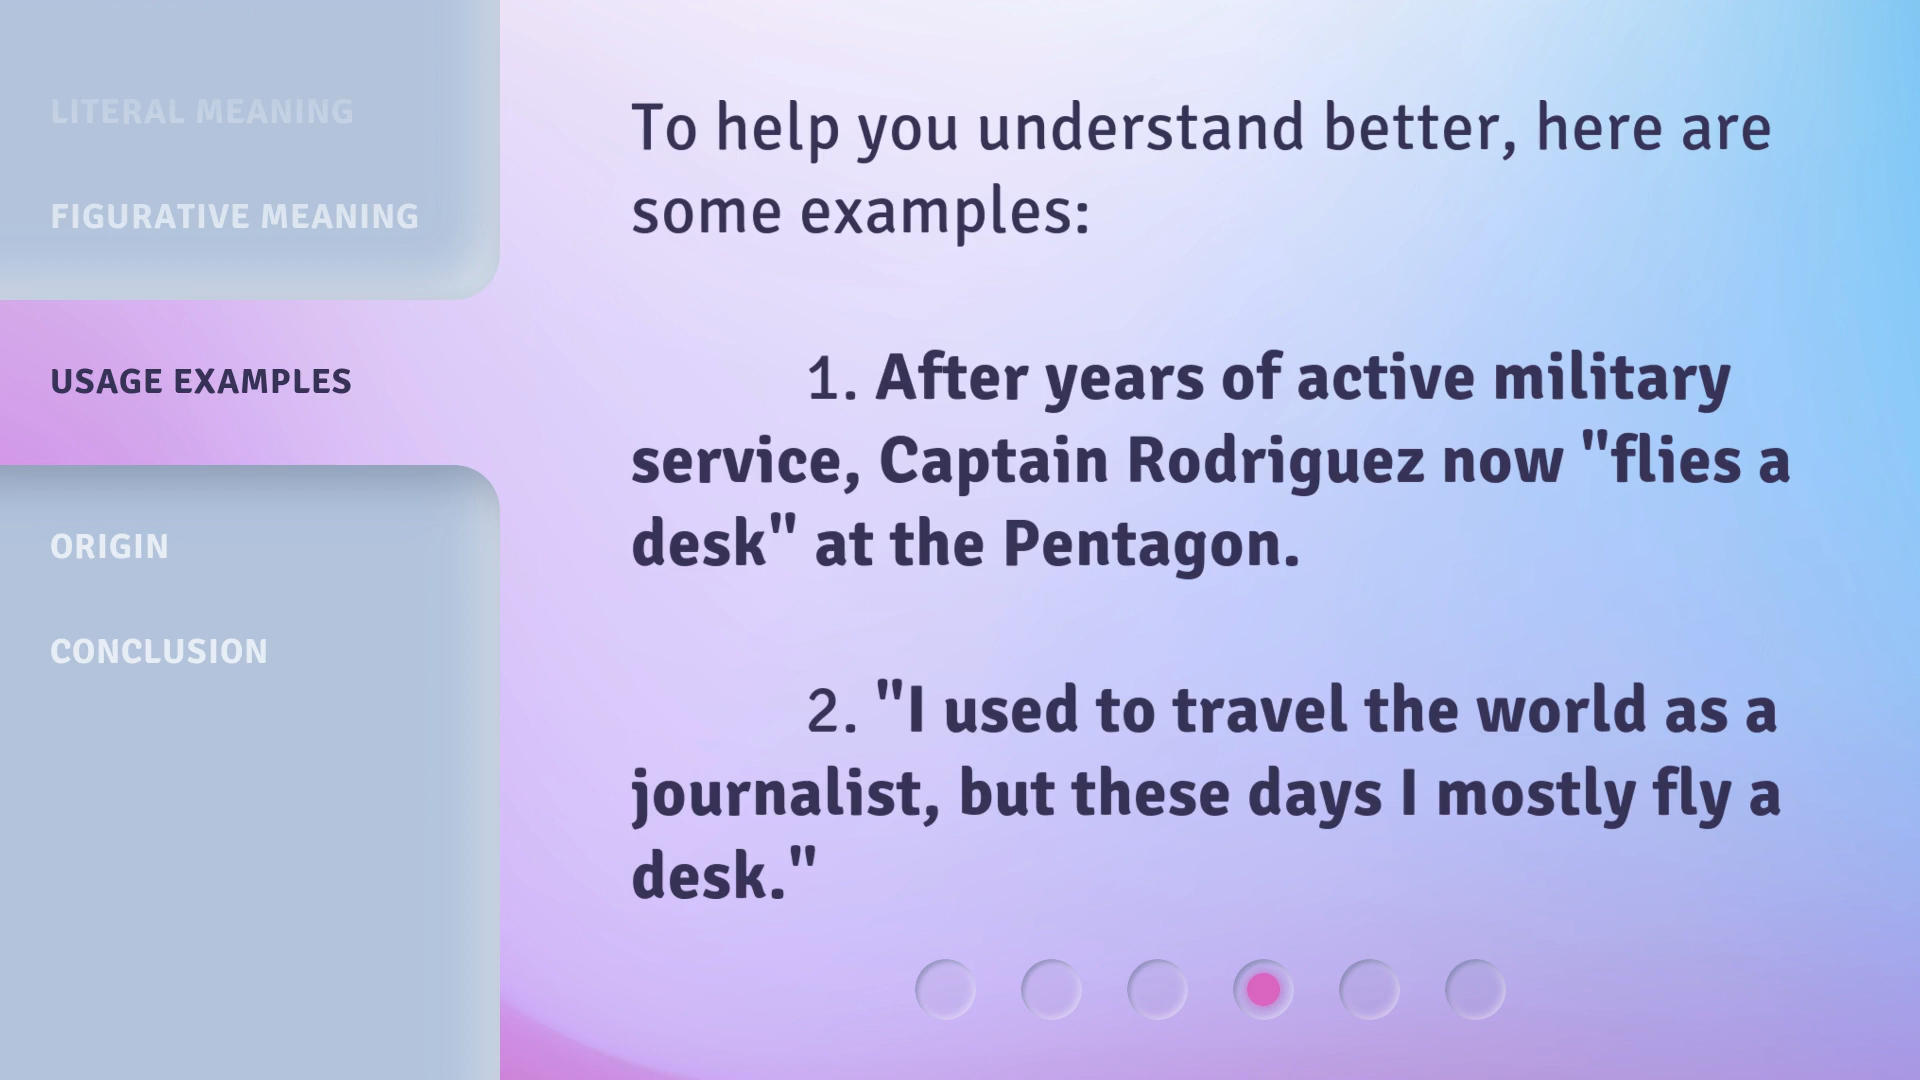 LITERAL MEANING
FIGURATIVE MEANING
USAGE EXAMPLES
ORIGIN
CONCLUSION
To help you understand better, here are
some examples:
1. After years of active military
service, Captain Rodriguez now "flies a
desk" at the Pentagon.
2. "I used to travel the world as a
journalist, but these days I mostly fly a
desk."